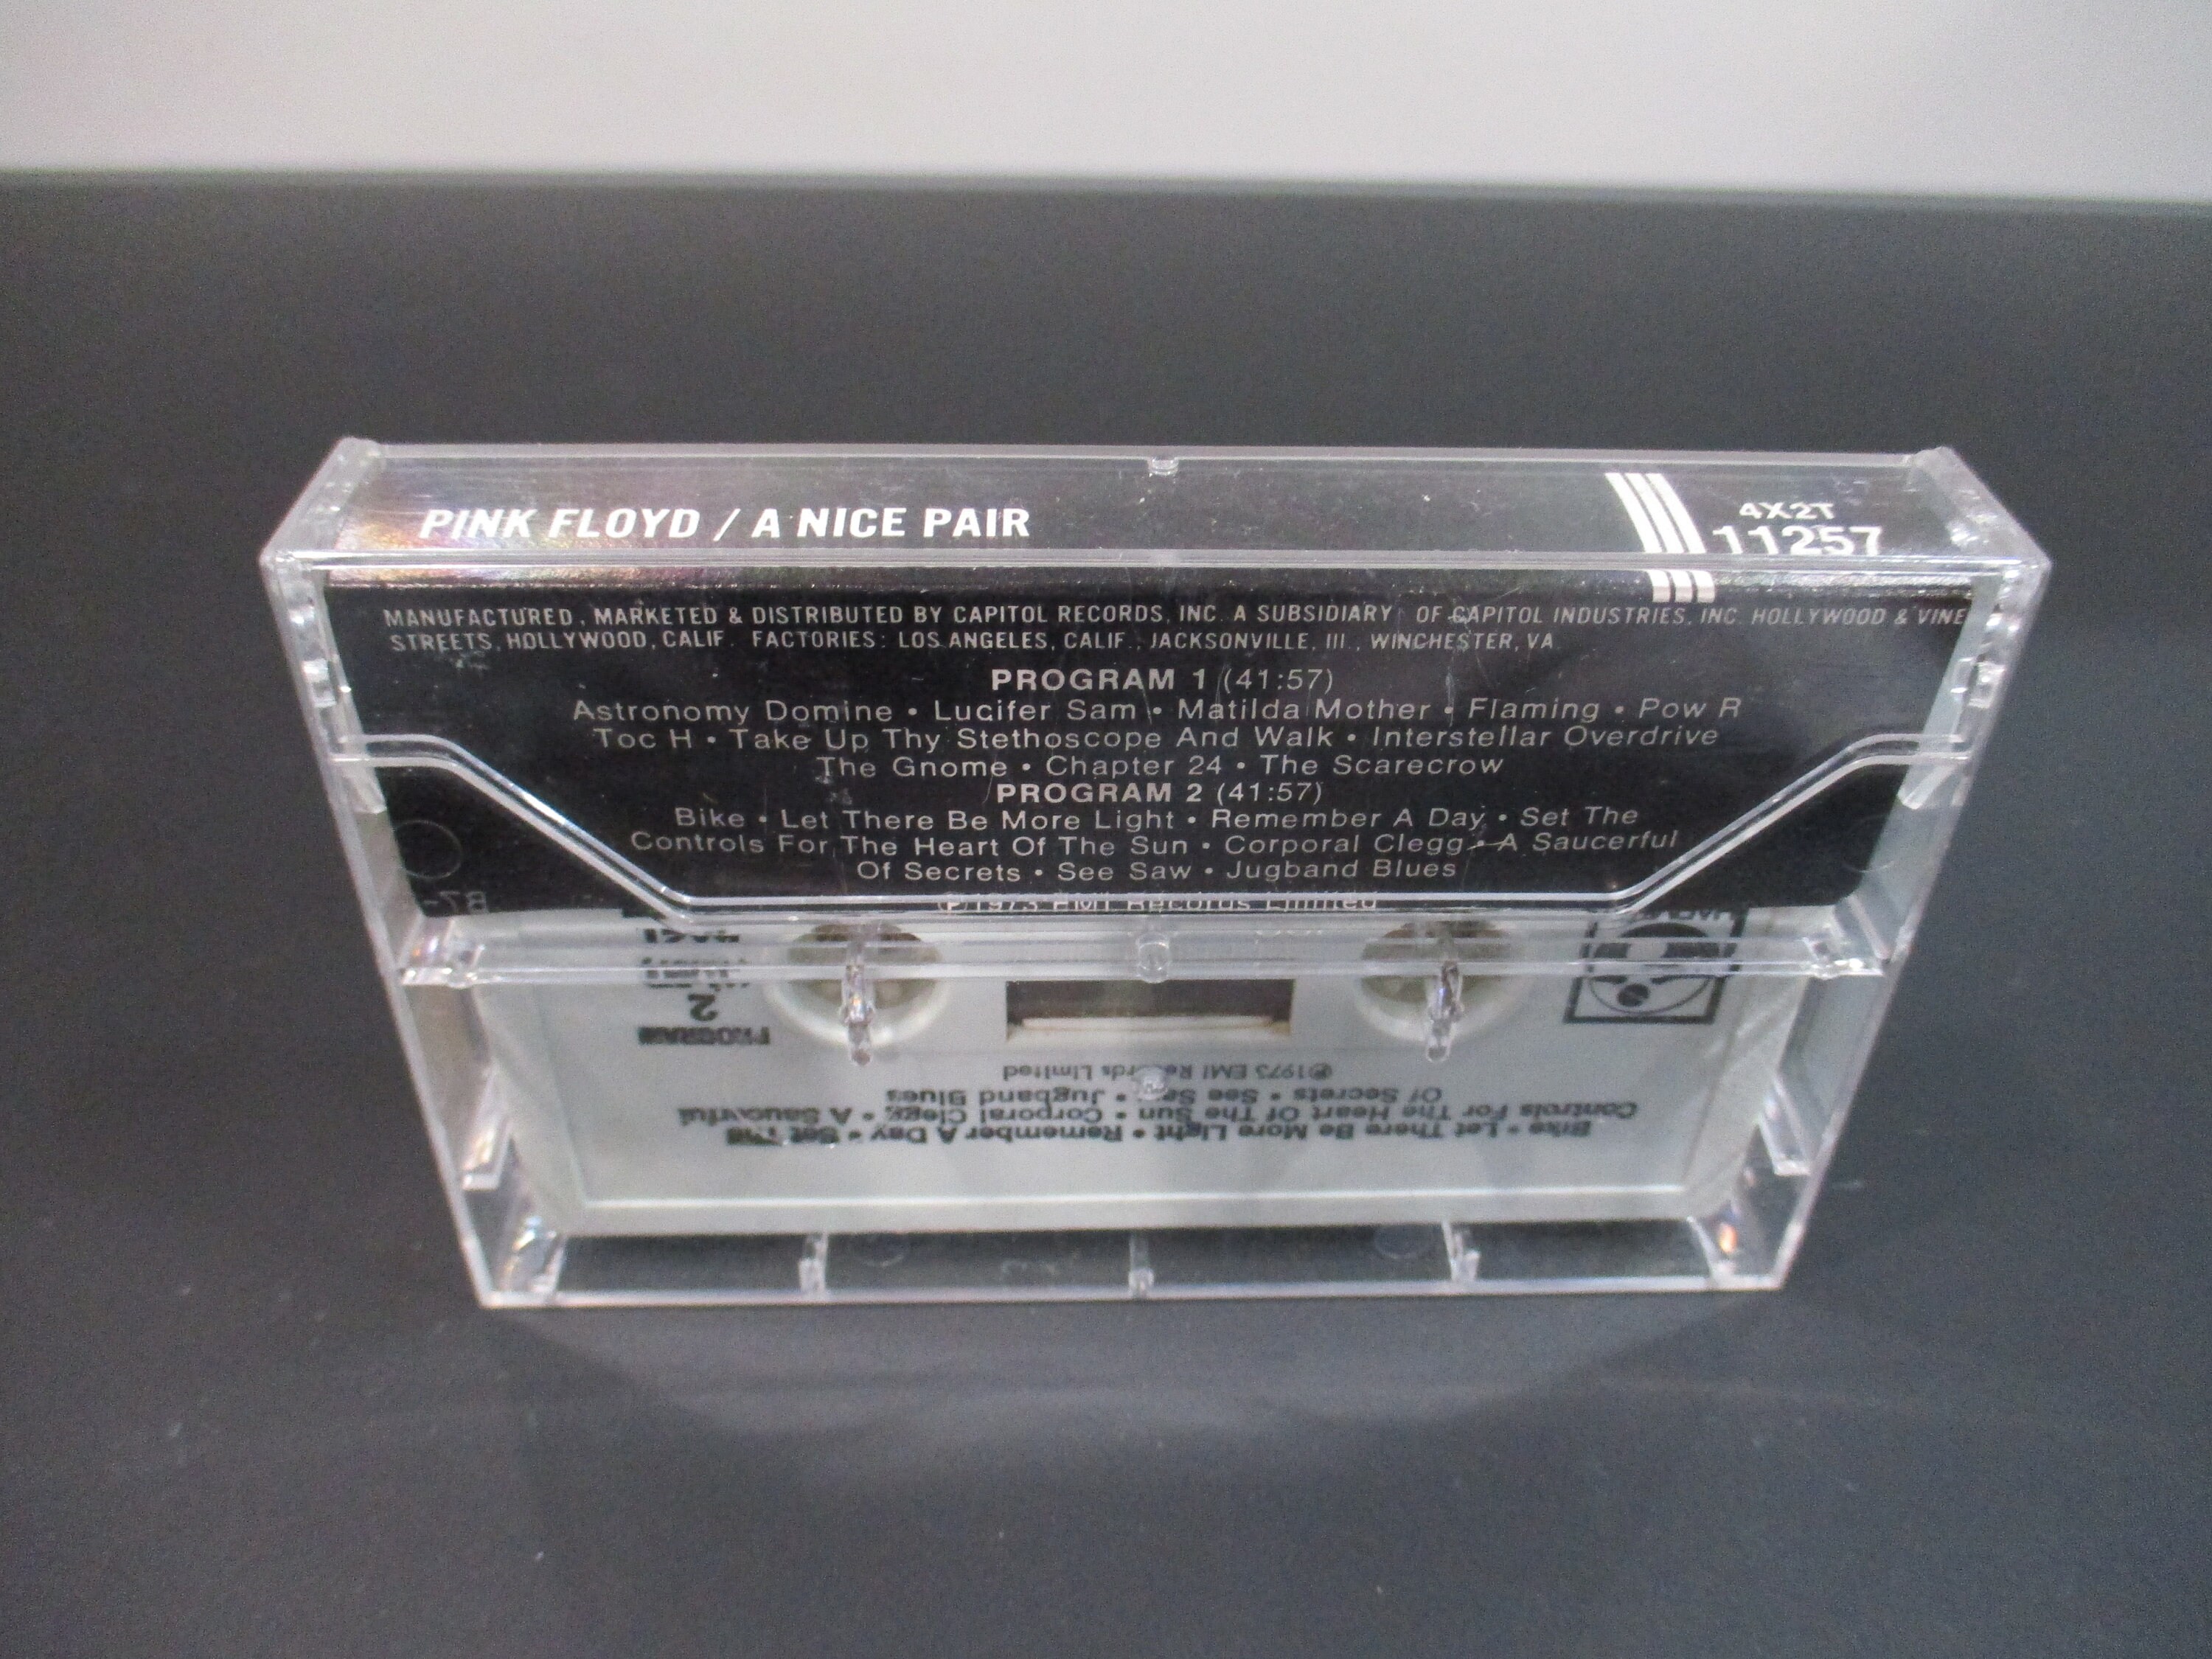 PINK FLOYD / A NICE PAIR
4X2T
11257
MANUFACTURED, MARKETED & DISTRIBUTED BY CAPITOL RECORDS, INC. A SUBSIDIARY OF CAPITOL INDUSTRIES, INC. HOLLYWOOD & VINE
STREETS, HOLLYWOOD, CALIF. FACTORIES: LOS ANGELES, CALIF., JACKSONVILLE, Ill., WINCHESTER, VA.
PROGRAM 1 (41:57)
Astronomy Domine • Lucifer Sam • Matilda Mother • Flaming • Pow R
Toc H • Take Up Thy Stethoscope And Walk • Interstellar Overdrive
The Gnome • Chapter 24 • The Scarecrow
PROGRAM 2 (41:57)
Bike • Let There Be More Light • Remember A Day • Set The
Controls For The Heart Of The Sun • Corporal Clegg • A Saucerful
Of Secrets • See Saw • Jugband Blues
℗1973 EMI Records Limited
PROGRAM
2
Bike • Let There Be More Light • Remember A Day • Set The
Controls For The Heart Of The Sun • Corporal Clegg • A Saucerful
Of Secrets • See Saw • Jugband Blues
℗1973 EMI Records Limited